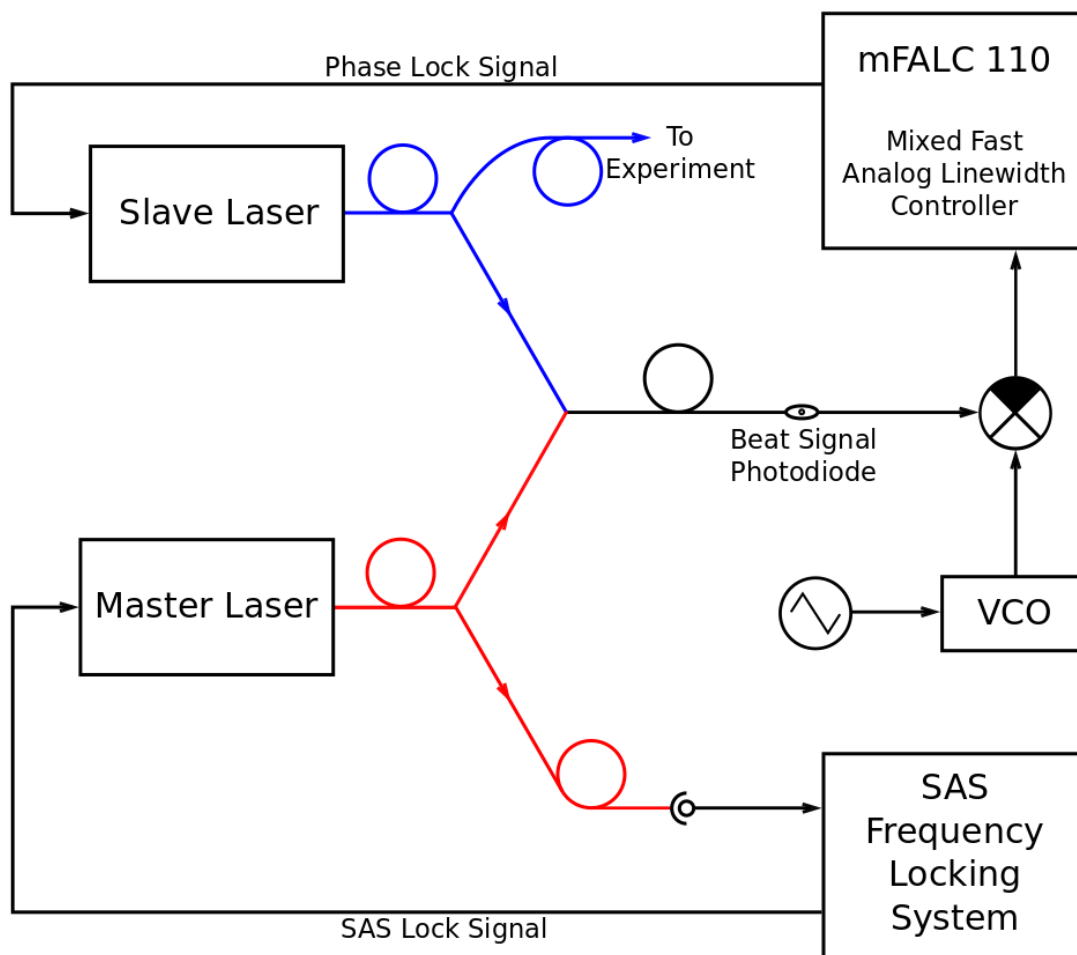 mFALC 110
Phase Lock Signal
Mixed Fast
Analog Linewidth
Controller
To
Experiment
Slave Laser
Beat Signal
Photodiode
Master Laser
VCO
SAS
Frequency
Locking
System
SAS Lock Signal